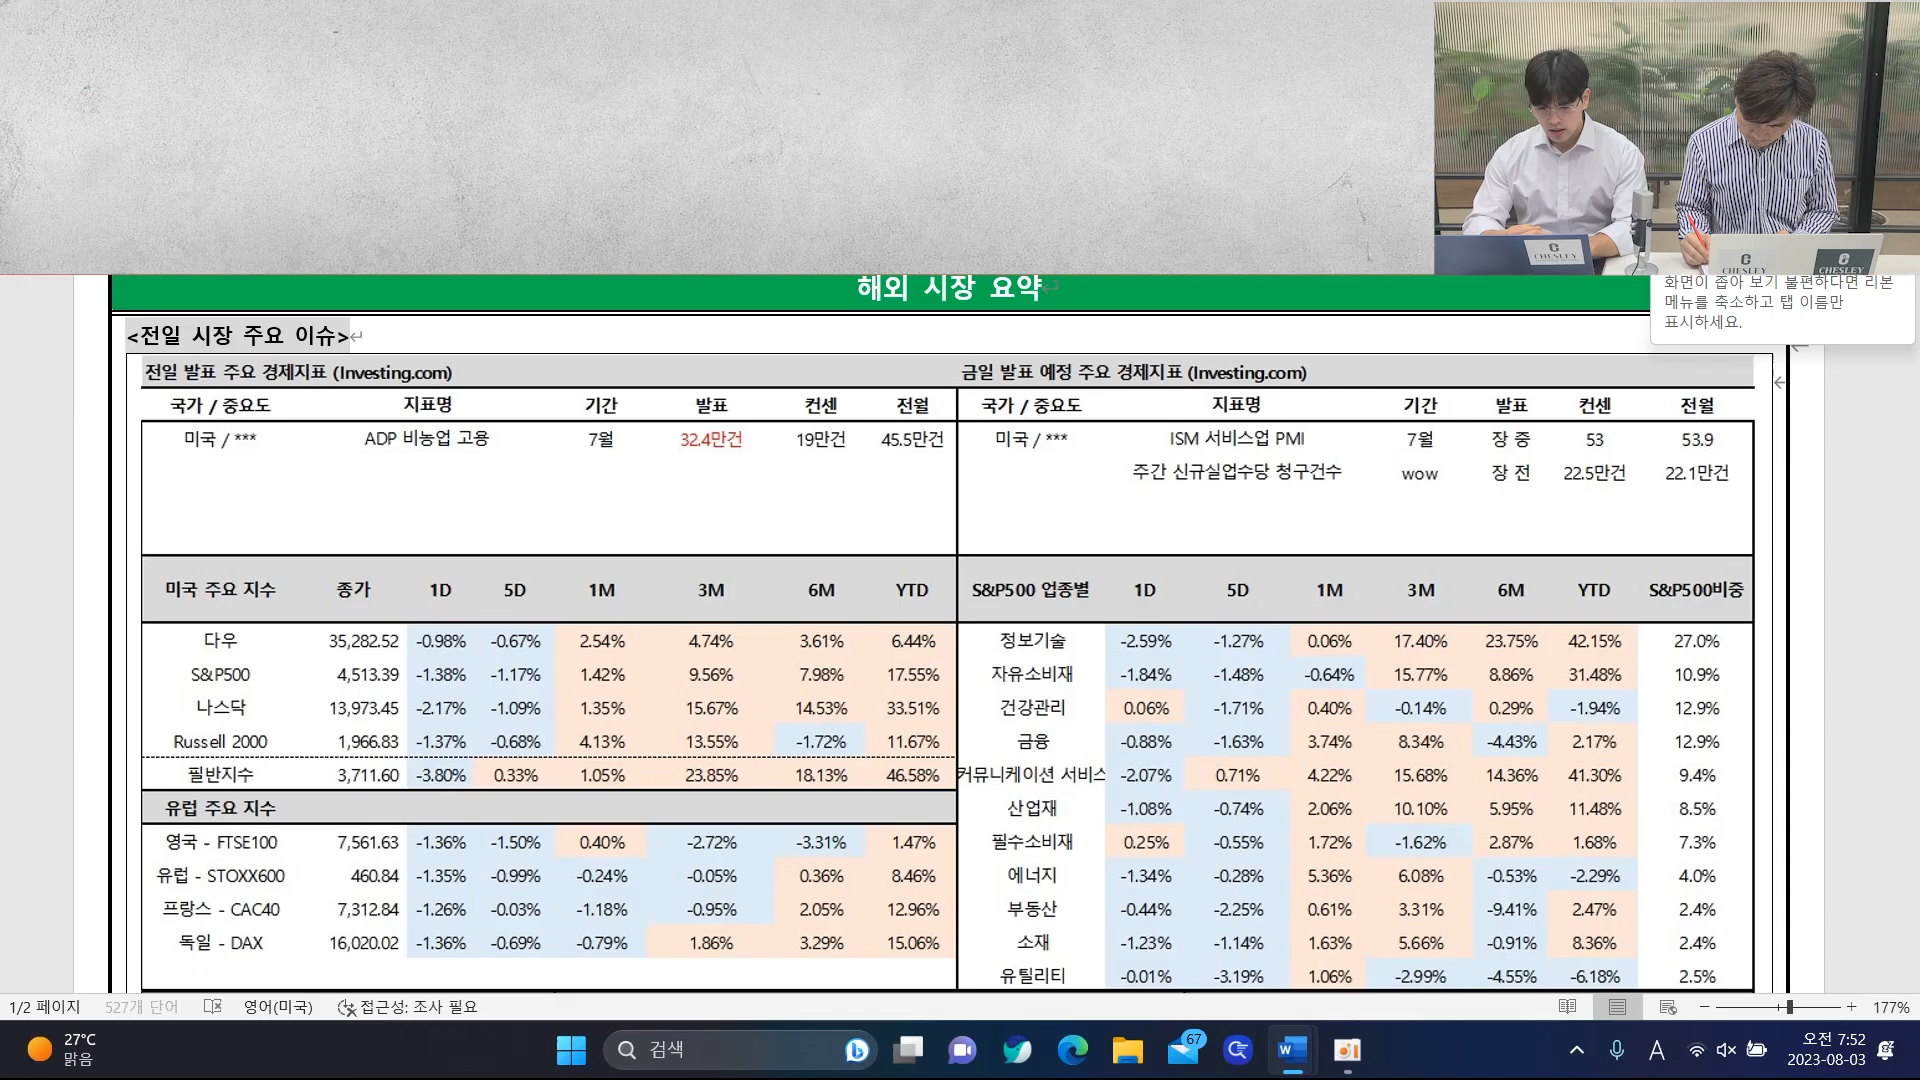 CHESLEY
CHESLEY
CHESLEY
해외 시장 요약
화면이 좁아 보기 불편하다면 리본
메뉴를 축소하고 탭 이름만
표시하세요.
<전일 시장 주요 이슈>
전일 발표 주요 경제지표 (Investing.com) 금일 발표 예정 주요 경제지표 (Investing.com)
국가 / 중요도 지표명 기간 발표 컨센 전월 국가 / 중요도 지표명 기간 발표 컨센 전월
미국 / *** ADP 비농업 고용 7월 32.4만건 19만건 45.5만건 미국 / *** ISM 서비스업 PMI 7월 장 중 53 53.9
주간 신규실업수당 청구건수 wow 장 전 22.5만건 22.1만건
미국 주요 지수 종가 1D 5D 1M 3M 6M YTD S&P500 업종별 1D 5D 1M 3M 6M YTD S&P500비중
다우 35,282.52 -0.98% -0.67% 2.54% 4.74% 3.61% 6.44% 정보기술 -2.59% -1.27% 0.06% 17.40% 23.75% 42.15% 27.0%
S&P500 4,513.39 -1.38% -1.17% 1.42% 9.56% 7.98% 17.55% 자유소비재 -1.84% -1.48% -0.64% 15.77% 8.86% 31.48% 10.9%
나스닥 13,973.45 -2.17% -1.09% 1.35% 15.67% 14.53% 33.51% 건강관리 0.06% -1.71% 0.40% -0.14% 0.29% -1.94% 12.9%
Russell 2000 1,966.83 -1.37% -0.68% 4.13% 13.55% -1.72% 11.67% 금융 -0.88% -1.63% 3.74% 8.34% -4.43% 2.17% 12.9%
필반지수 3,711.60 -3.80% 0.33% 1.05% 23.85% 18.13% 46.58% 커뮤니케이션 서비스 -2.07% 0.71% 4.22% 15.68% 14.36% 41.30% 9.4%
유럽 주요 지수 산업재 -1.08% -0.74% 2.06% 10.10% 5.95% 11.48% 8.5%
영국 - FTSE100 7,561.63 -1.36% -1.50% 0.40% -2.72% -3.31% 1.47% 필수소비재 0.25% -0.55% 1.72% -1.62% 2.87% 1.68% 7.3%
유럽 - STOXX600 460.84 -1.35% -0.99% -0.24% -0.05% 0.36% 8.46% 에너지 -1.34% -0.28% 5.36% 6.08% -0.53% -2.29% 4.0%
프랑스 - CAC40 7,312.84 -1.26% -0.03% -1.18% -0.95% 2.05% 12.96% 부동산 -0.44% -2.25% 0.61% 3.31% -9.41% 2.47% 2.4%
독일 - DAX 16,020.02 -1.36% -0.69% -0.79% 1.86% 3.29% 15.06% 소재 -1.23% -1.14% 1.63% 5.66% -0.91% 8.36% 2.4%
유틸리티 -0.01% -3.19% 1.06% -2.99% -4.55% -6.18% 2.5%
1/2 페이지 527개 단어 영어(미국) 접근성: 조사 필요 177%
27°C
맑음
검색
67
A
오전 7:52
2023-08-03